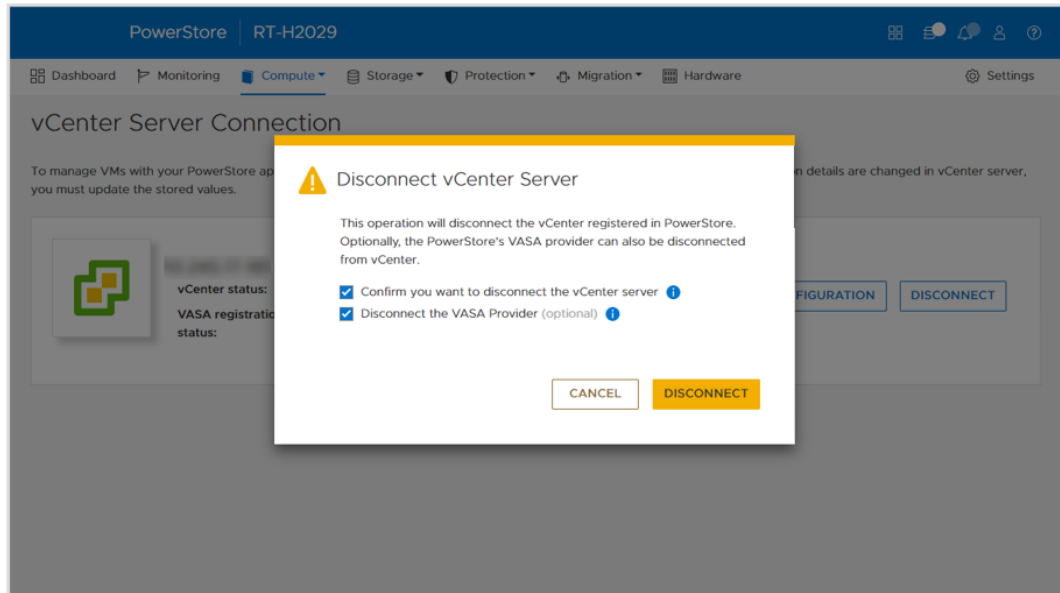 PowerStore RT-H2029
Dashboard Monitoring Compute Storage Protection Migration Hardware Settings
vCenter Server Connection
To manage VMs with your PowerStore ap
n details are changed in vCenter server,
you must update the stored values.
vCenter status:
VASA registratio
status:
FIGURATION
DISCONNECT
Disconnect vCenter Server
This operation will disconnect the vCenter registered in PowerStore.
Optionally, the PowerStore's VASA provider can also be disconnected
from vCenter.
Confirm you want to disconnect the vCenter server
Disconnect the VASA Provider (optional)
CANCEL
DISCONNECT